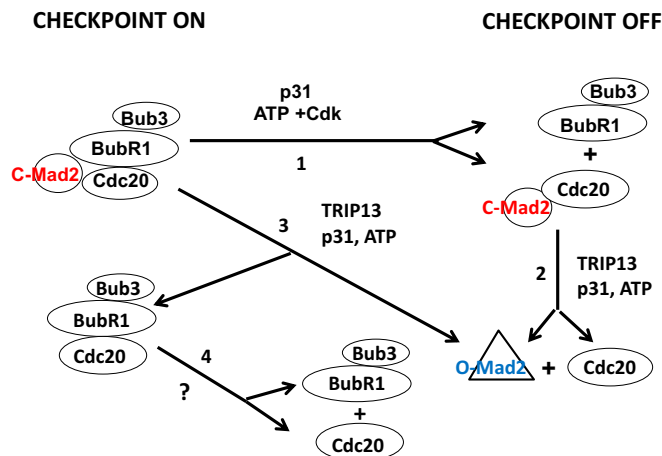 CHECKPOINT ON
CHECKPOINT OFF
Bub3
BubR1
C-Mad2
Cdc20
p31
ATP +Cdk
1
Bub3
BubR1
+
Cdc20
C-Mad2
3
TRIP13
p31, ATP
2
TRIP13
p31, ATP
Bub3
BubR1
Cdc20
4
?
Bub3
BubR1
+
Cdc20
O-Mad2 + Cdc20